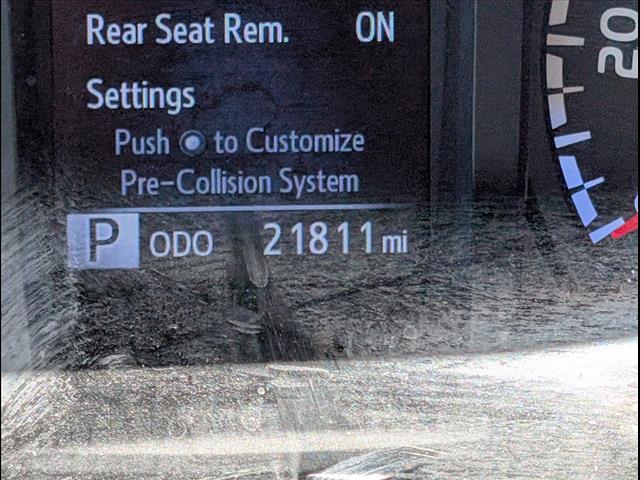 Rear Seat Rem. ON
Settings
Push to Customize
Pre-Collision System
P ODO 21811 mi
20